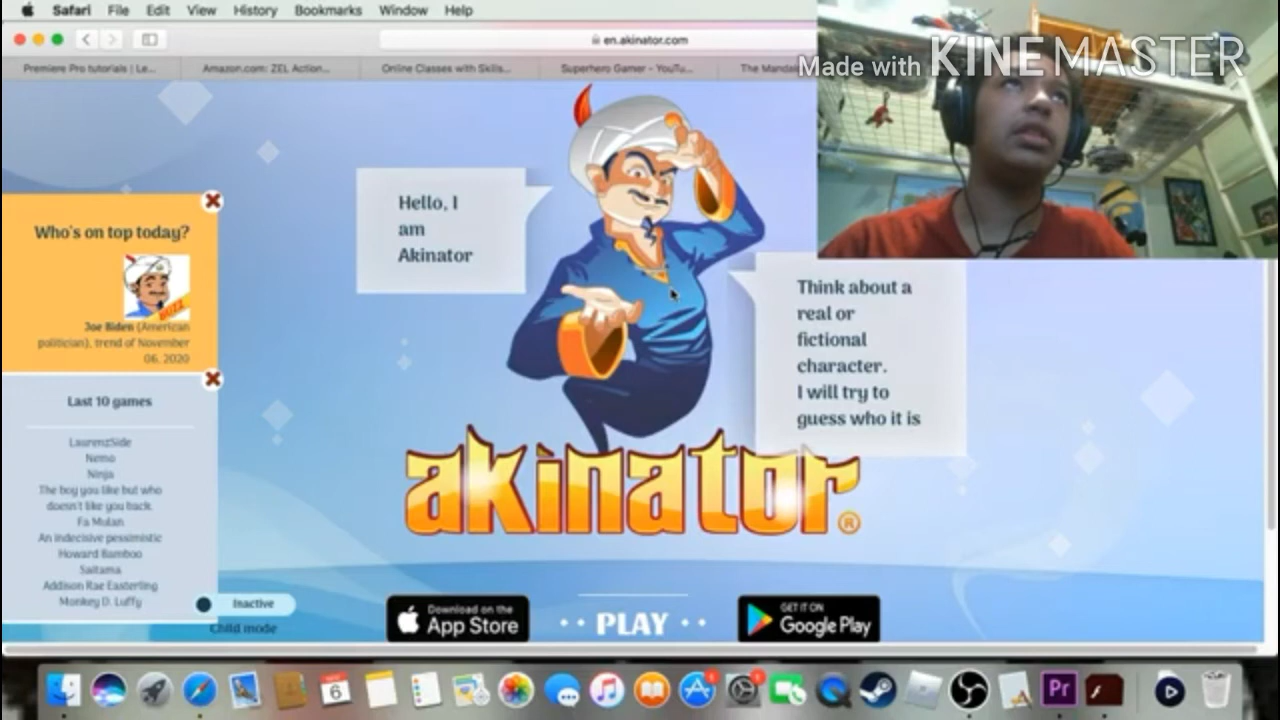 Safari File Edit View History Bookmarks Window Help
en.akinator.com
Premiere Pro tutorials | Le...
Amazon.com: ZEL Action...
Online Classes with Skills...
Superhero Gamer - YouTu...
The Mandal
Made with KINEMASTER
Hello, I
am
Akinator
Think about a
real or
fictional
character.
I will try to
guess who it is
Who's on top today?
BUZZ
Joe Biden (American
politician), trend of November
06, 2020
Last 10 games
LaurenzSide
Nemo
Ninja
The boy you like but who
doesn't like you back
Fa Mulan
An indecisive pessimistic
Howard Bamboo
Saitama
Addison Rae Easterling
Monkey D. Luffy
Inactive
Child mode
akinator®
Download on the
App Store
·· PLAY ··
GET IT ON
Google Play
6
Pr